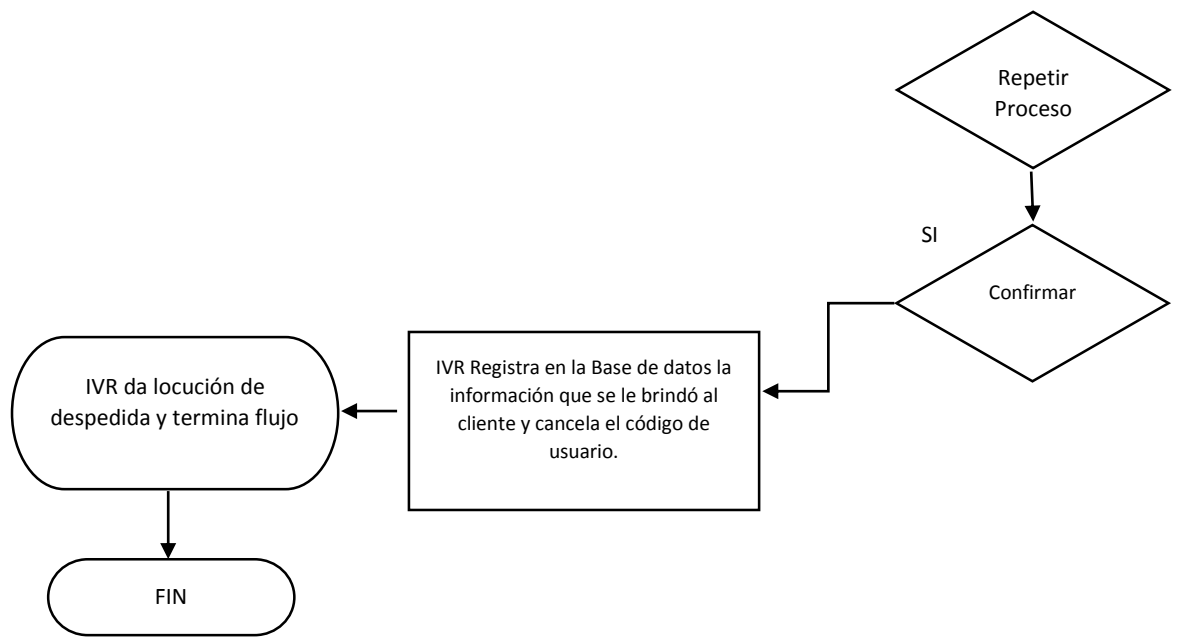 Repetir
Proceso
SI
Confirmar
IVR Registra en la Base de datos la
información que se le brindó al
cliente y cancela el código de
usuario.
IVR da locución de
despedida y termina flujo
FIN